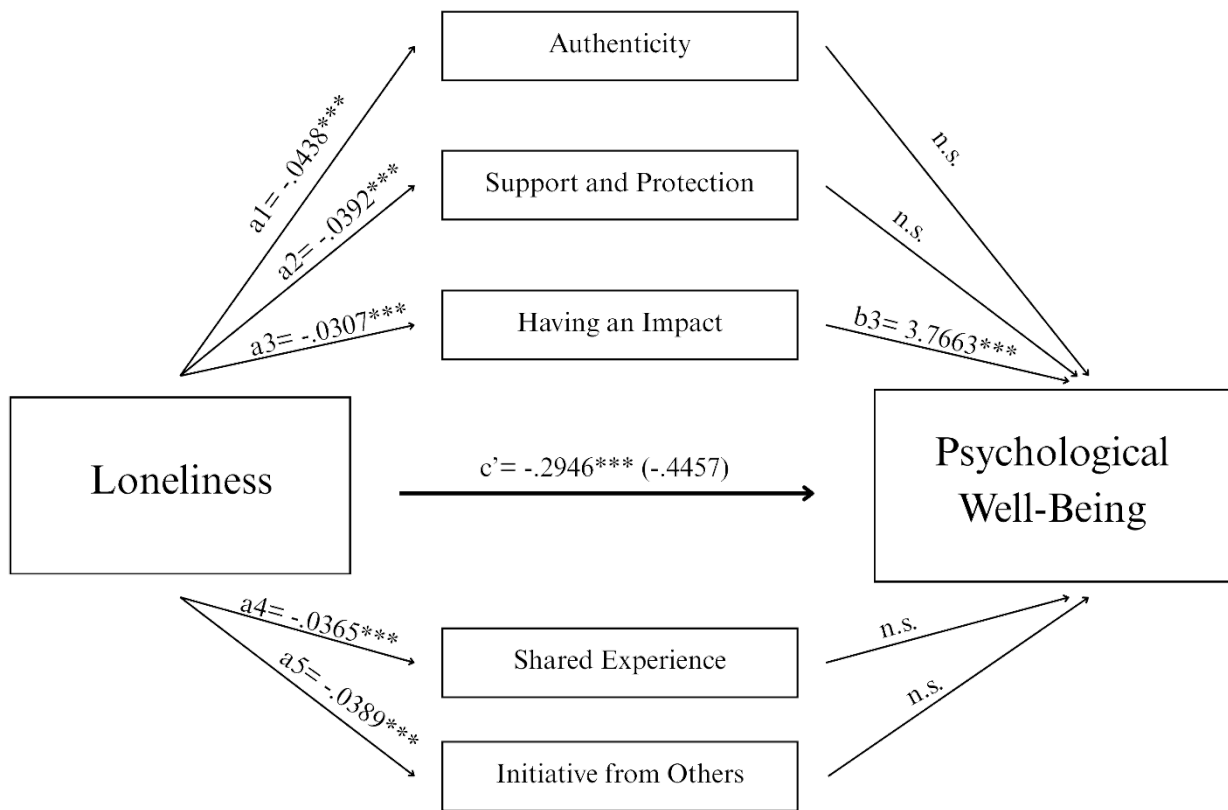 Authenticity
a1= -.0438***
n.s.
Support and Protection
a2= -.0392***
n.s.
Having an Impact
a3= -.0307***
b3= 3.7663***
Loneliness
c’= -.2946*** (-.4457)
Psychological
Well-Being
a4= -.0365***
Shared Experience
n.s.
a5= -.0389***
Initiative from Others
n.s.